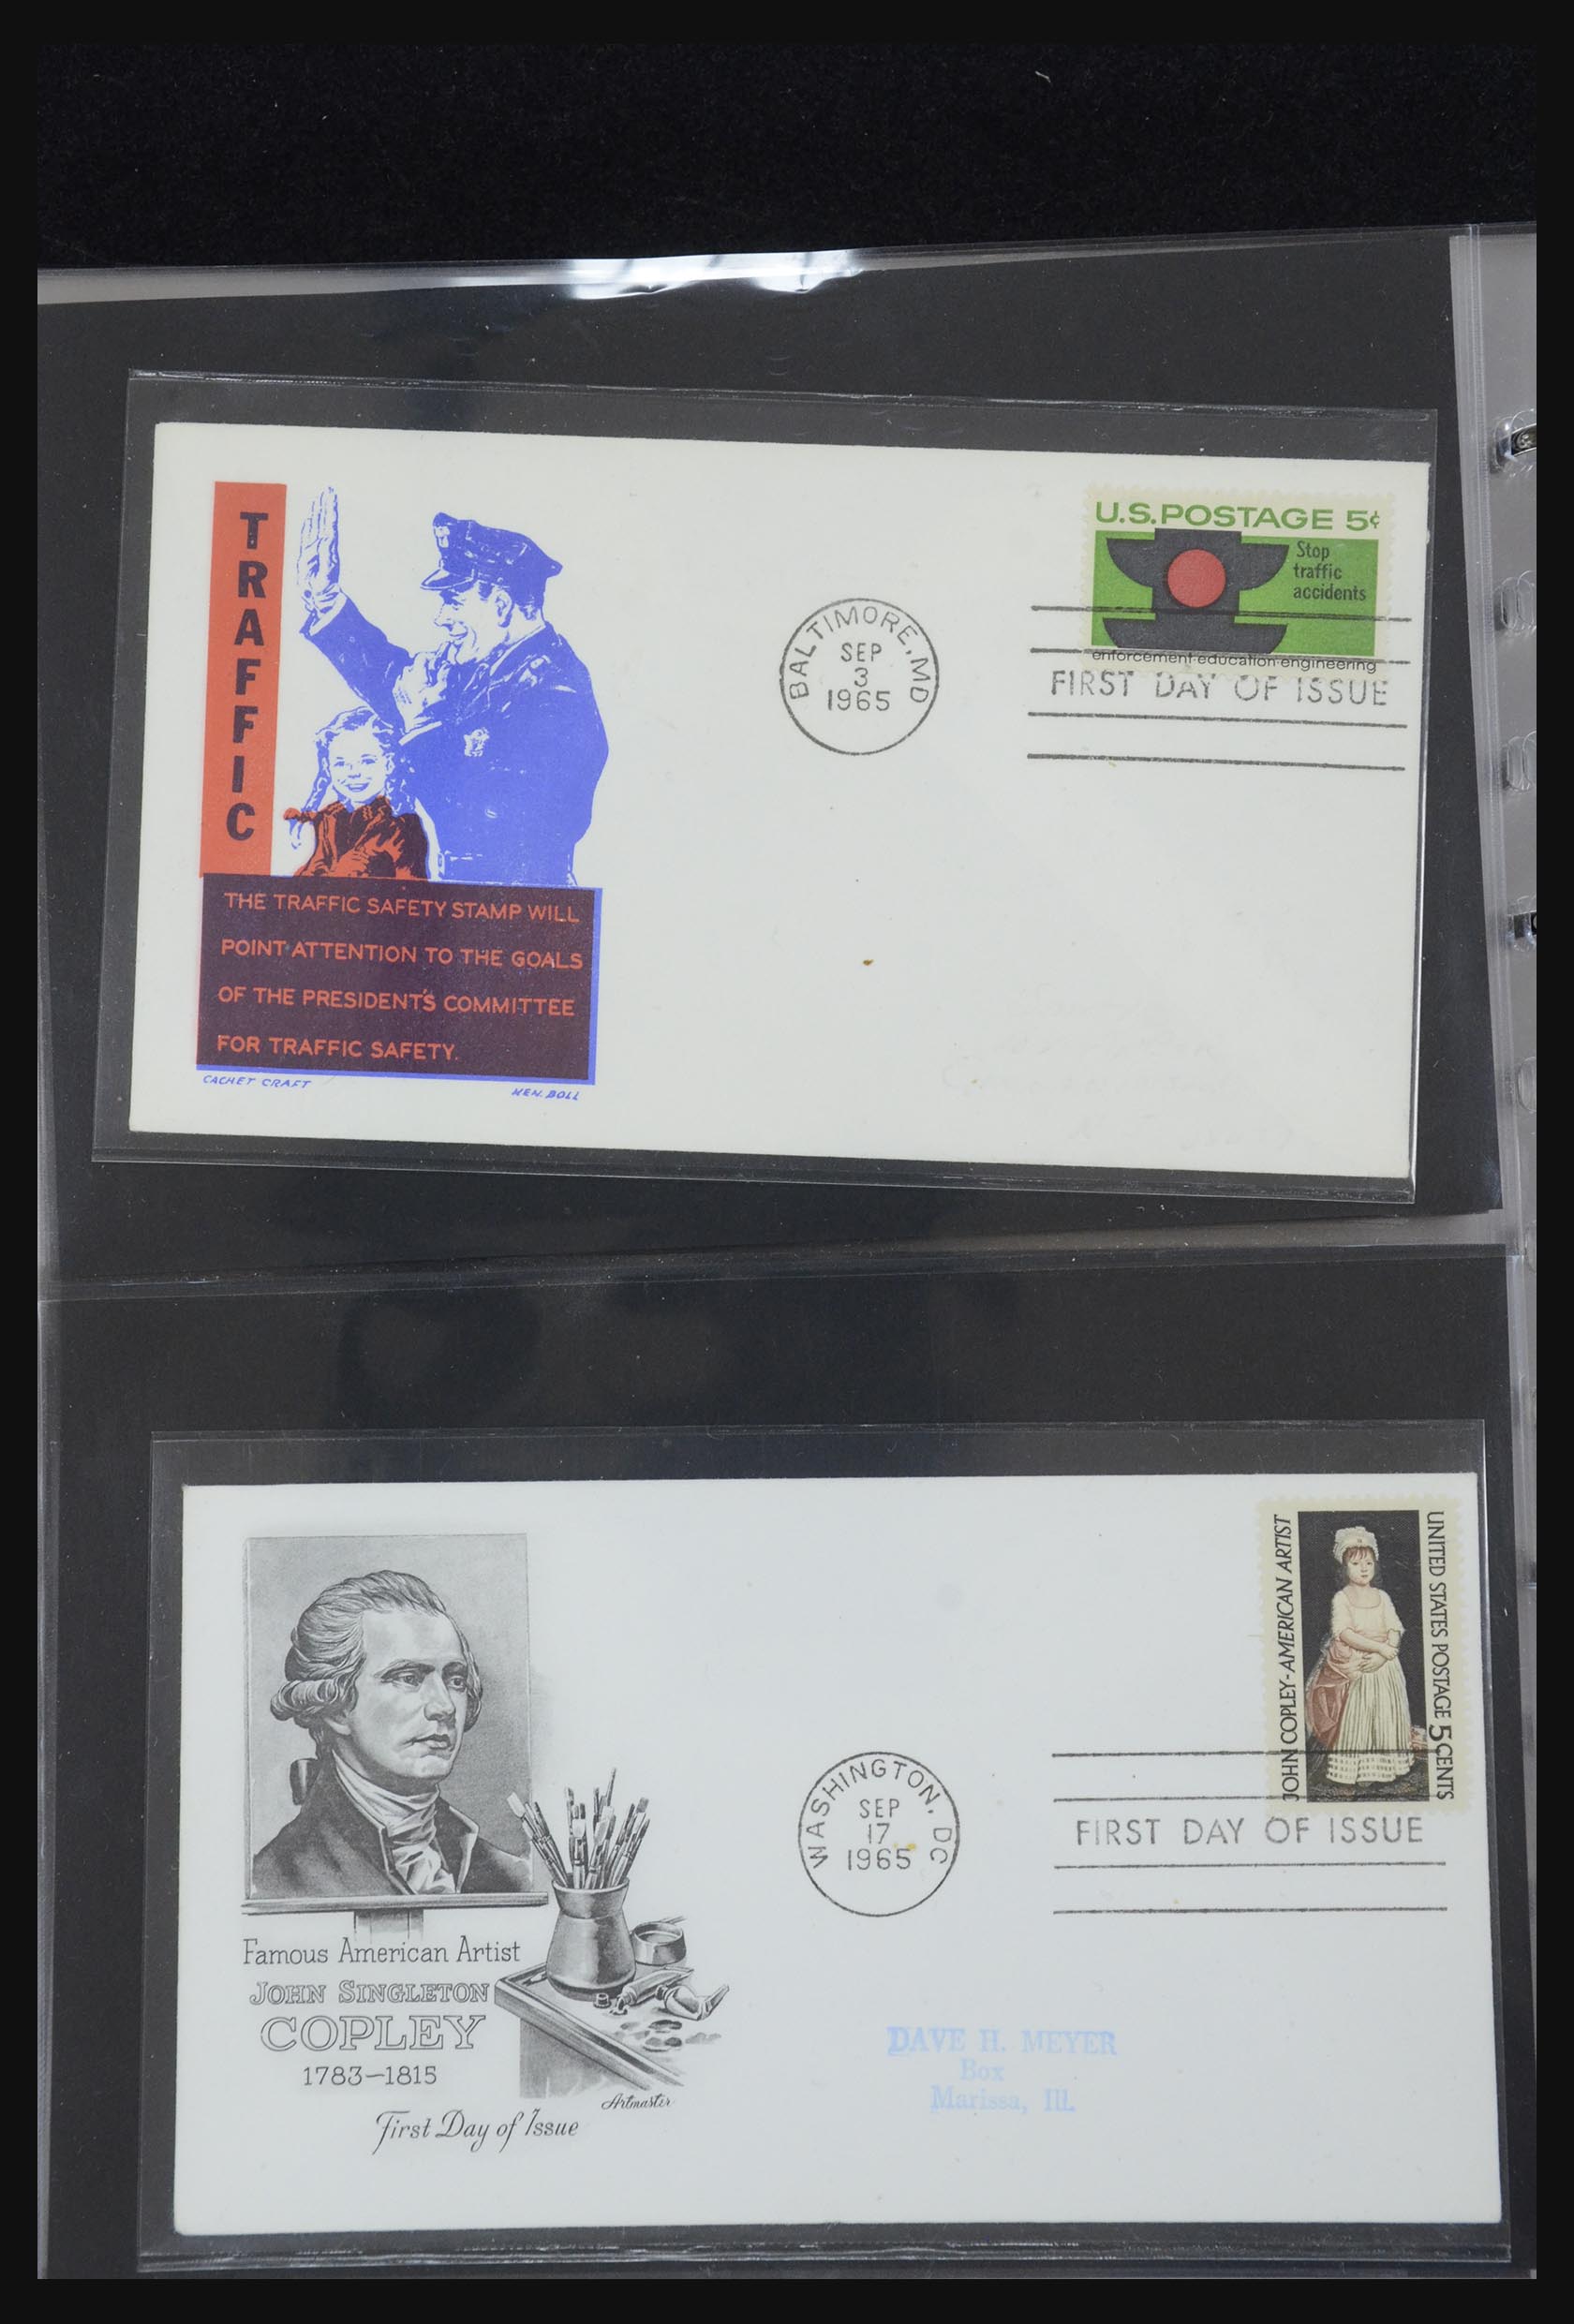 TRAFFIC
THE TRAFFIC SAFETY STAMP WILL
POINT ATTENTION TO THE GOALS
OF THE PRESIDENT'S COMMITTEE
FOR TRAFFIC SAFETY.
CACHET CRAFT
KEN. BOLL
BALTIMORE, MD
SEP
3
1965
U.S. POSTAGE 5¢
Stop
traffic
accidents
enforcement·education·engineering
FIRST DAY OF ISSUE
Famous American Artist
JOHN SINGLETON
COPLEY
1783–1815
Artmaster
First Day of Issue
WASHINGTON, DC
SEP
17
1965
JOHN COPLEY-AMERICAN ARTIST
UNITED STATES POSTAGE 5 CENTS
FIRST DAY OF ISSUE
DAVE H. MEYER
Box
Marissa, Ill.